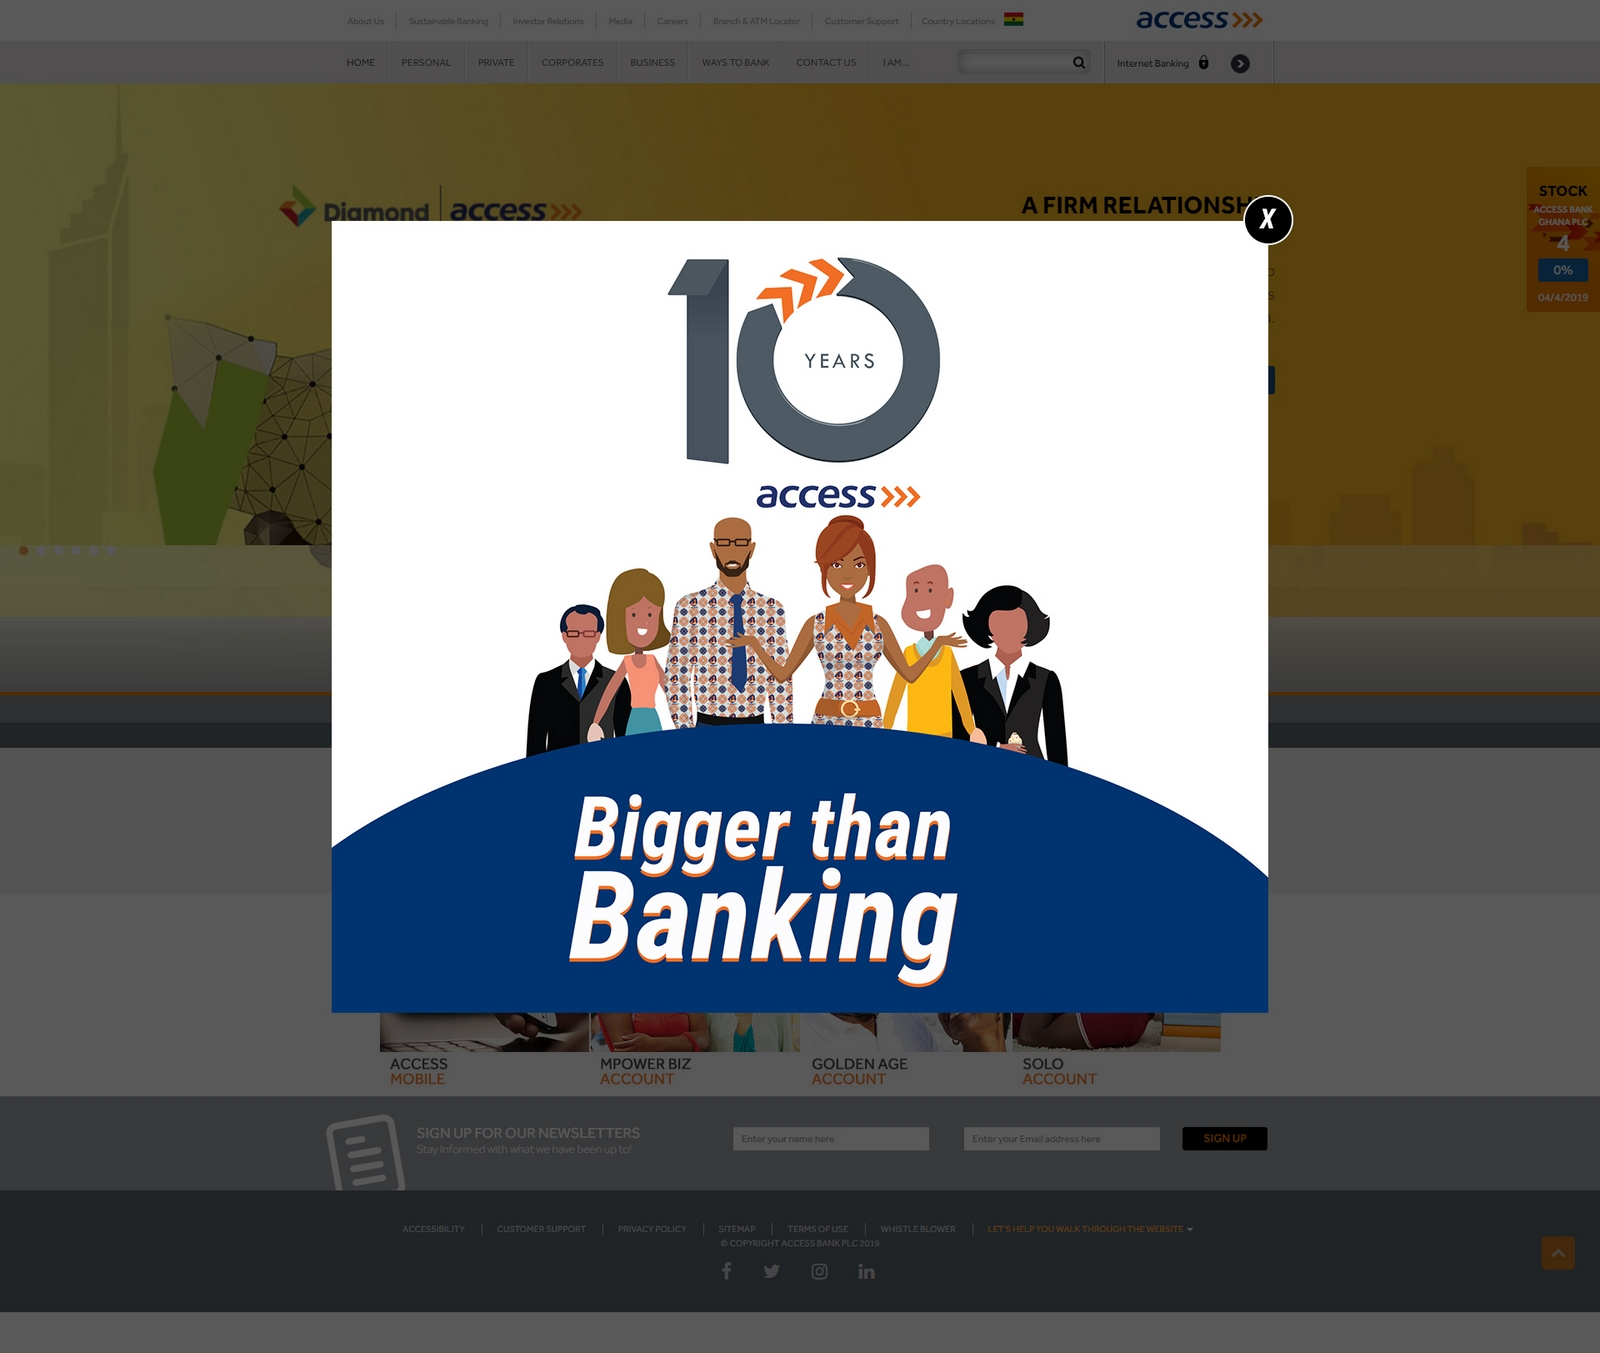 About Us
Sustainable Banking
Investor Relations
Media
Careers
Branch & ATM Locator
Customer Support
Country Locations
access
HOME
PERSONAL
PRIVATE
CORPORATES
BUSINESS
WAYS TO BANK
CONTACT US
I AM...
Internet Banking
Diamond
access
A FIRM RELATIONSH
X
STOCK
ACCESS BANK
GHANA PLC
4
0%
04/4/2019
10
YEARS
access
Bigger than
Banking
ACCESS
MOBILE
MPOWER BIZ
ACCOUNT
GOLDEN AGE
ACCOUNT
SOLO
ACCOUNT
SIGN UP FOR OUR NEWSLETTERS
Stay Informed with what we have been up to!
Enter your name here
Enter your Email address here
SIGN UP
ACCESSIBILITY
CUSTOMER SUPPORT
PRIVACY POLICY
SITEMAP
TERMS OF USE
WHISTLE BLOWER
LET'S HELP YOU WALK THROUGH THE WEBSITE
© COPYRIGHT ACCESS BANK PLC 2019